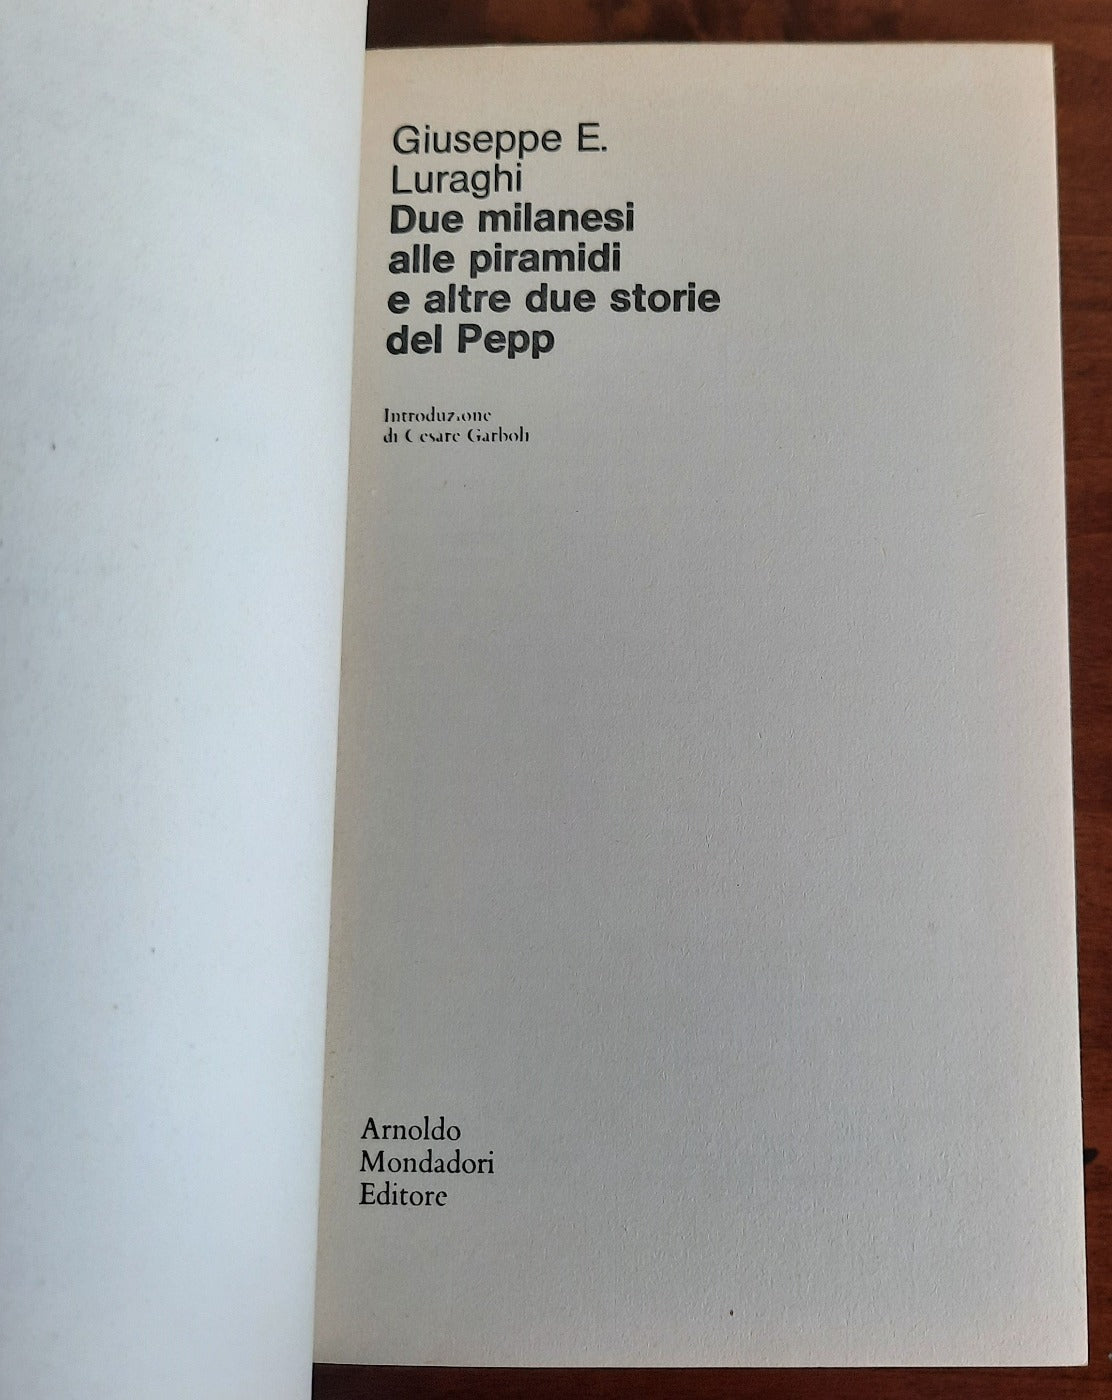 Giuseppe E.
Luraghi
Due milanesi
alle piramidi
e altre due storie
del Pepp
Introduzione
di Cesare Garboli
Arnoldo
Mondadori
Editore